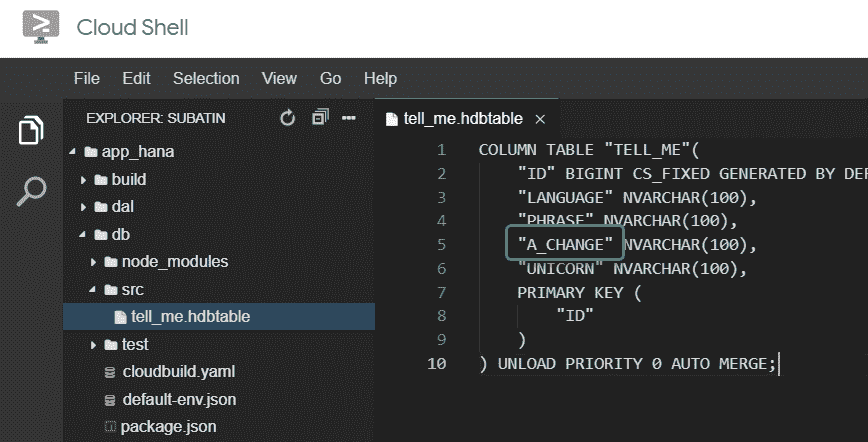 Cloud Shell
File Edit Selection View Go Help
EXPLORER: SUBATIN
app_hana
build
dal
db
node_modules
src
tell_me.hdbtable
test
cloudbuild.yaml
default-env.json
package.json
tell_me.hdbtable
1 COLUMN TABLE "TELL_ME"(
2 "ID" BIGINT CS_FIXED GENERATED BY DEF
3 "LANGUAGE" NVARCHAR(100),
4 "PHRASE" NVARCHAR(100),
5 "A_CHANGE" NVARCHAR(100),
6 "UNICORN" NVARCHAR(100),
7 PRIMARY KEY (
8 "ID"
9 )
10 ) UNLOAD PRIORITY 0 AUTO MERGE;